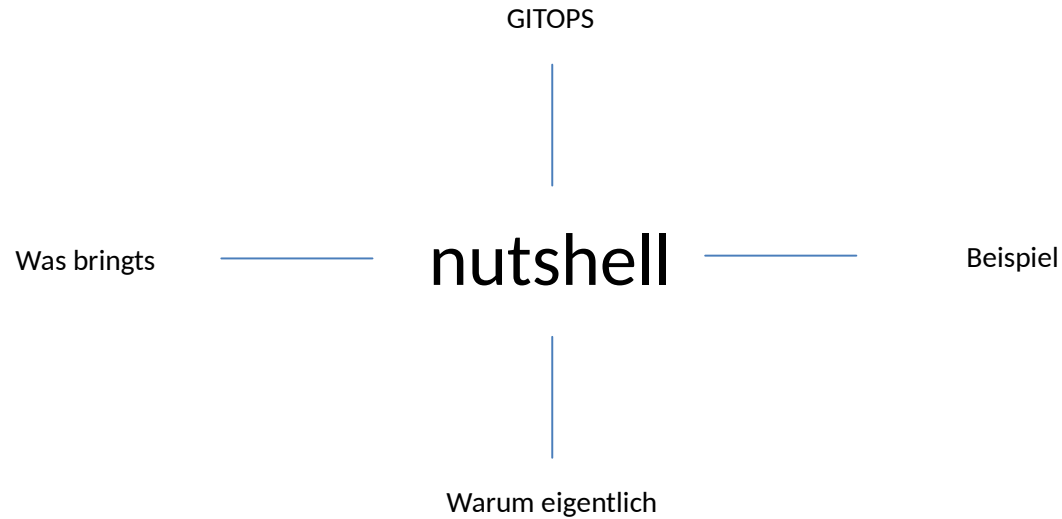 GITOPS
Was bringts
nutshell
Beispiel
Warum eigentlich